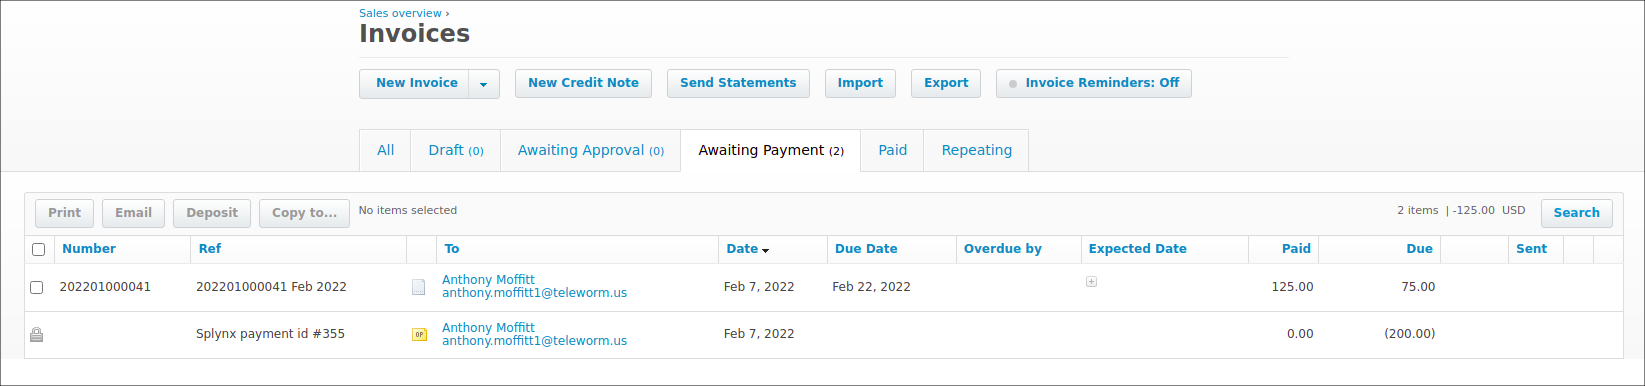 Sales overview ›
Invoices
New Invoice New Credit Note Send Statements Import Export Invoice Reminders: Off
All Draft (0) Awaiting Approval (0) Awaiting Payment (2) Paid Repeating
Print Email Deposit Copy to... No items selected 2 items | -125.00 USD Search
Number Ref To Date Due Date Overdue by Expected Date Paid Due Sent
202201000041 202201000041 Feb 2022 Anthony Moffitt Feb 7, 2022 Feb 22, 2022 125.00 75.00
anthony.moffitt1@teleworm.us
Splynx payment id #355 OP Anthony Moffitt Feb 7, 2022 0.00 (200.00)
anthony.moffitt1@teleworm.us